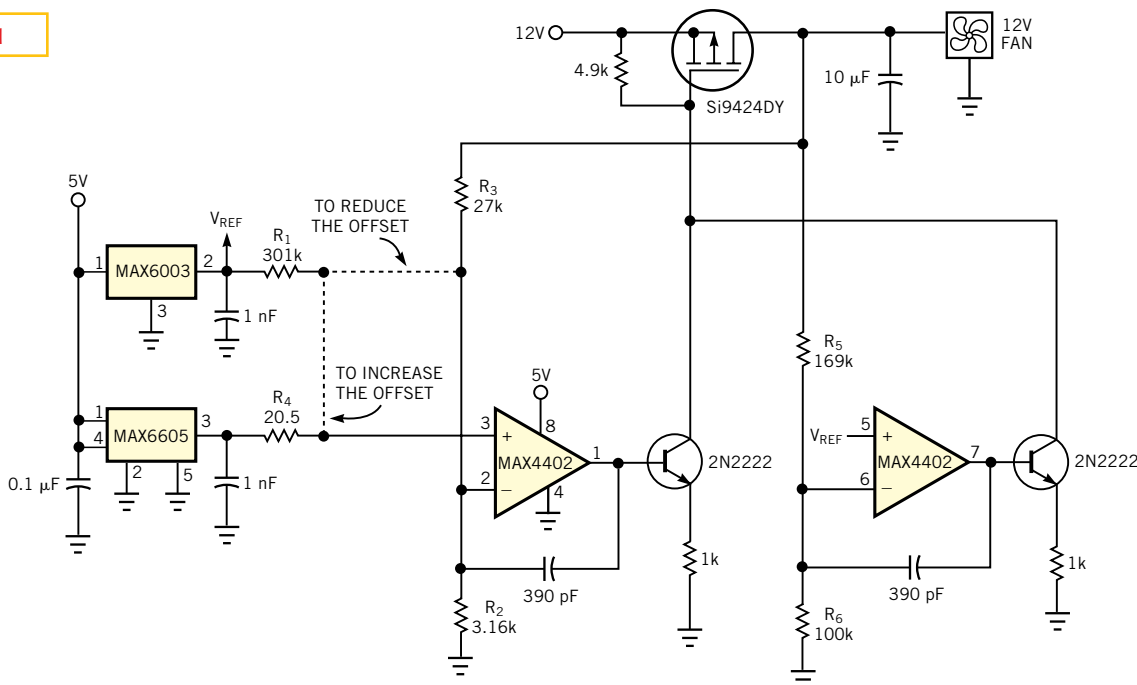 1
12V
12V
FAN
4.9k
10 µF
Si9424DY
5V
R3
27k
TO REDUCE
THE OFFSET
VREF
R1
301k
1
MAX6003
2
3
1 nF
R5
169k
TO INCREASE
THE OFFSET
5V
R4
20.5
1
4
MAX6605
3
2
5
1 nF
0.1 µF
3
+
8
MAX4402
1
2
–
4
2N2222
VREF
5
+
MAX4402
7
6
–
2N2222
1k
1k
390 pF
390 pF
R2
3.16k
R6
100k